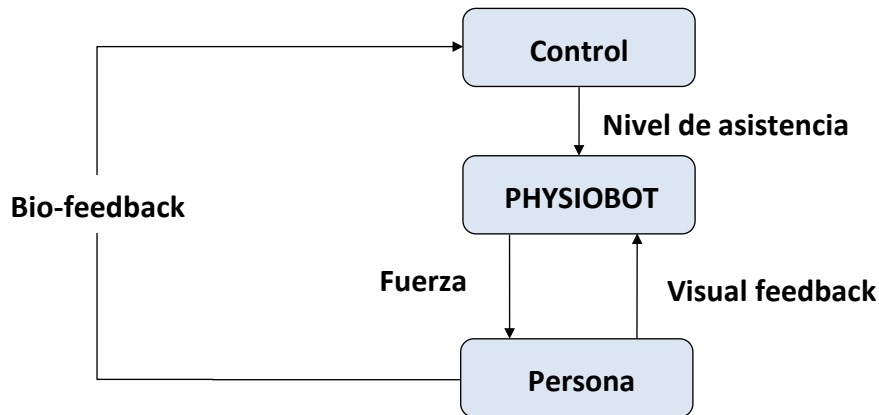 Control
Nivel de asistencia
PHYSIOBOT
Bio-feedback
Fuerza
Visual feedback
Persona